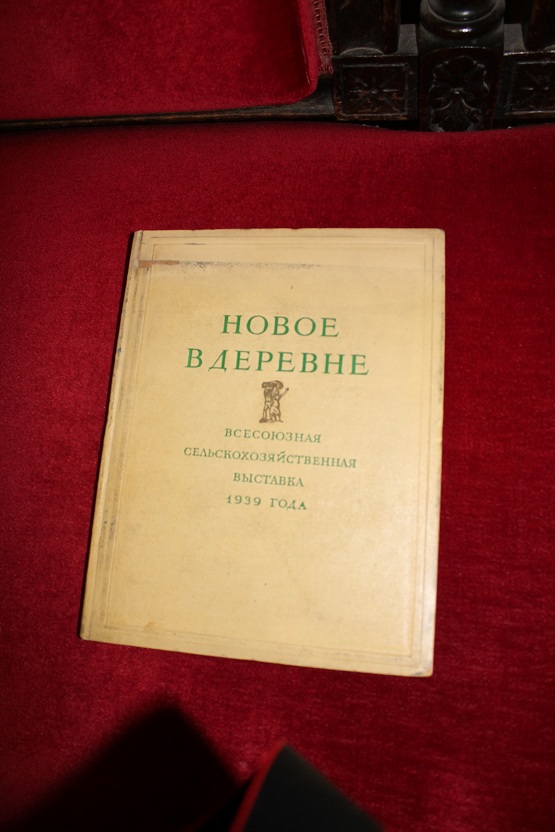 НОВОЕ
В ДЕРЕВНЕ
ВСЕСОЮЗНАЯ
СЕЛЬСКОХОЗЯЙСТВЕННАЯ
ВЫСТАВКА
1939 ГОДА